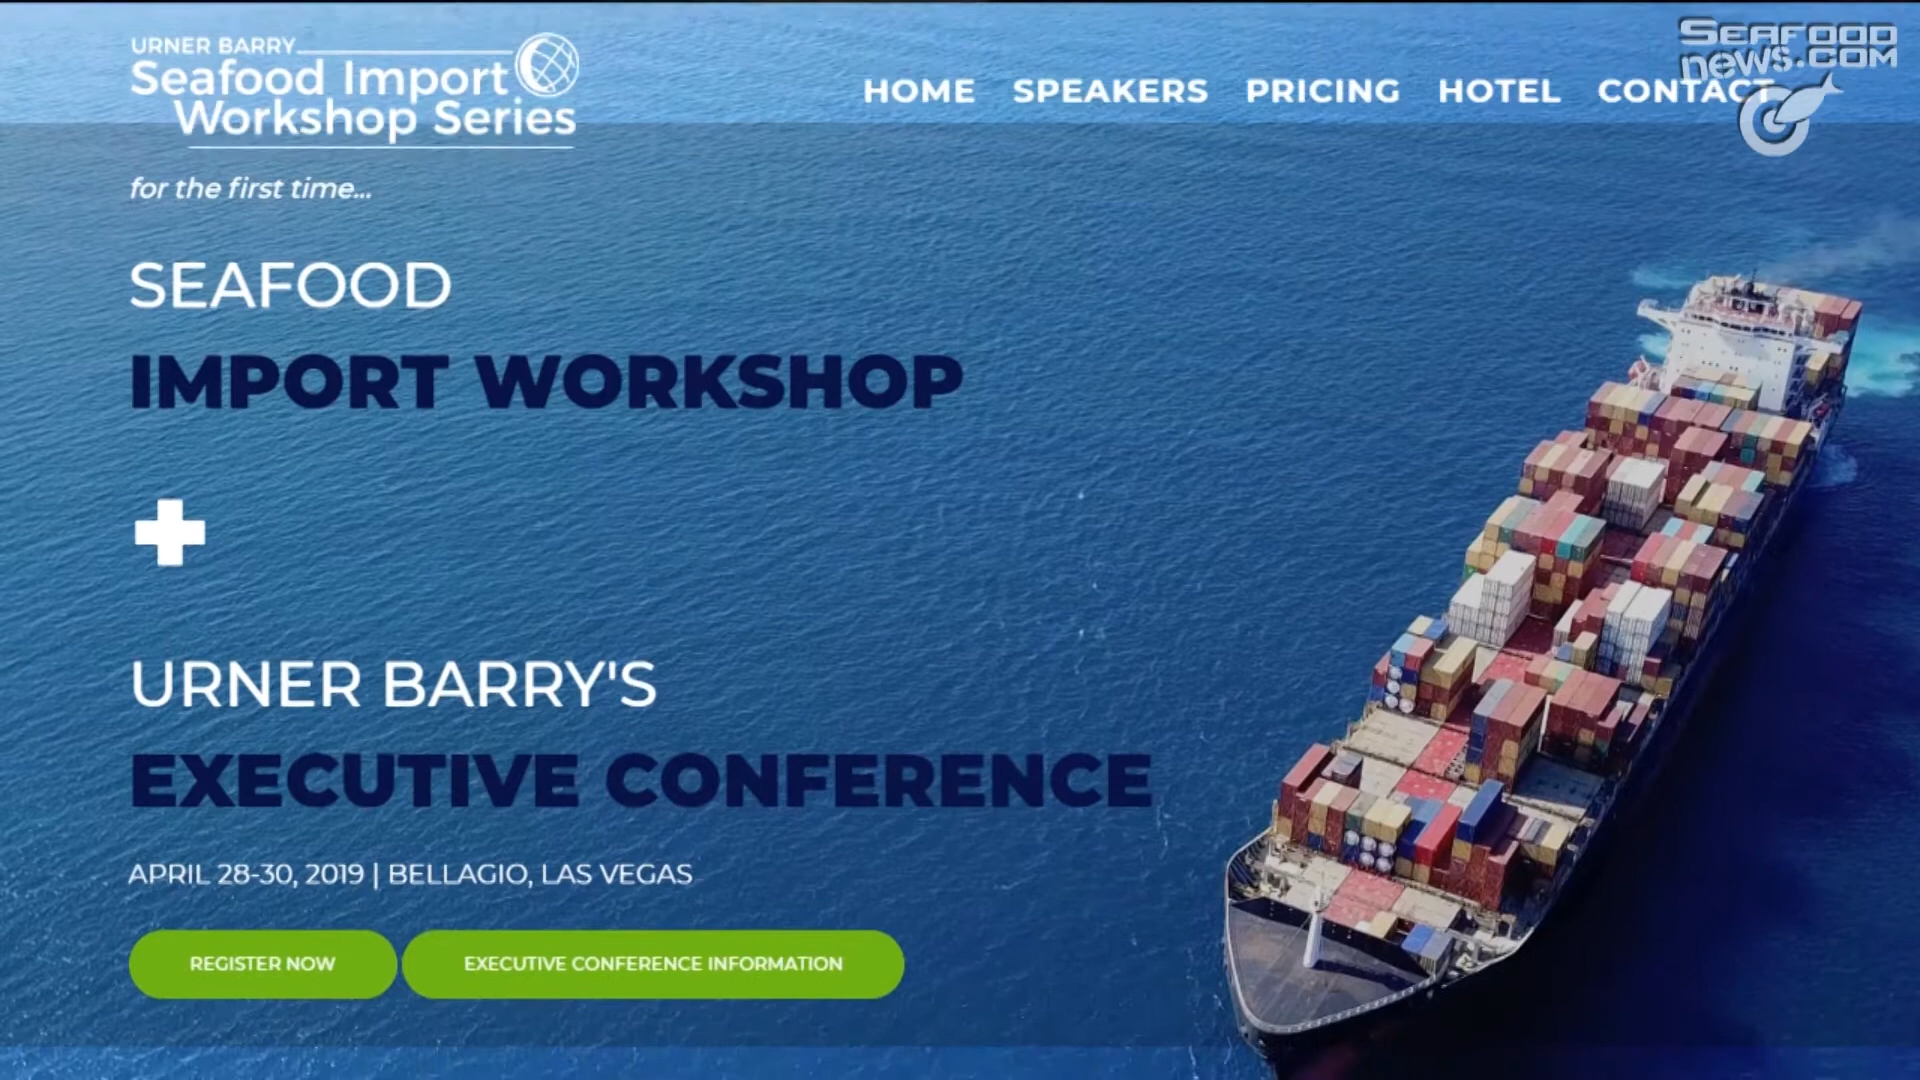 URNER BARRY
Seafood Import
Workshop Series
HOME SPEAKERS PRICING HOTEL CONTACT
SEAFOOD
news.COM
for the first time...
SEAFOOD
IMPORT WORKSHOP
URNER BARRY'S
EXECUTIVE CONFERENCE
APRIL 28-30, 2019 | BELLAGIO, LAS VEGAS
REGISTER NOW
EXECUTIVE CONFERENCE INFORMATION